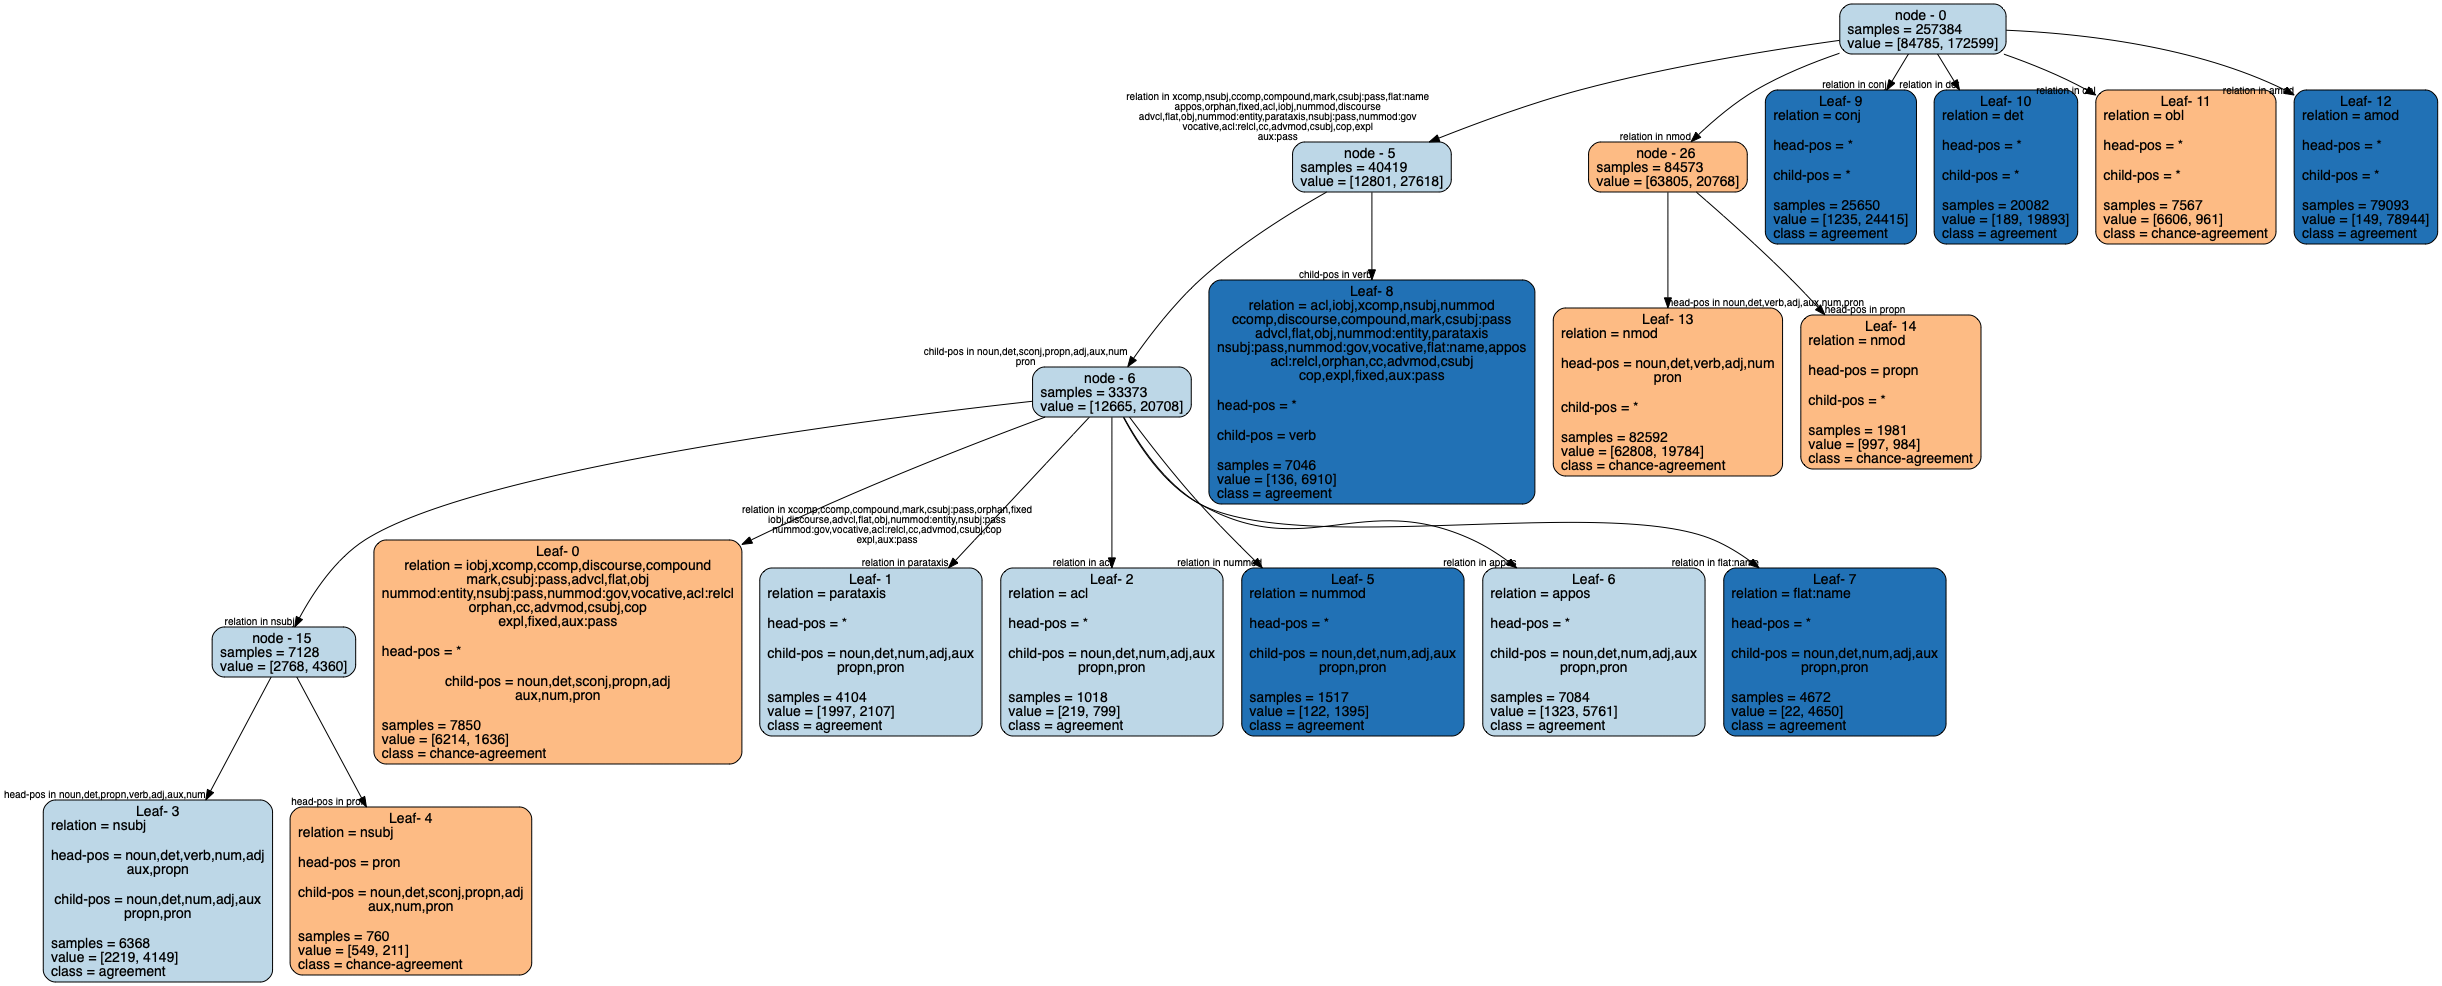 node - 0
samples = 257384
value = [84785, 172599]
relation in xcomp,nsubj,ccomp,compound,mark,csubj:pass,flat:name
appos,orphan,fixed,acl,iobj,nummod,discourse
advcl,flat,obj,nummod:entity,parataxis,nsubj:pass,nummod:gov
vocative,acl:relcl,cc,advmod,csubj,cop,expl
aux:pass
node - 5
samples = 40419
value = [12801, 27618]
relation in nmod
node - 26
samples = 84573
value = [63805, 20768]
relation in conj
Leaf- 9
relation = conj
head-pos = *
child-pos = *
samples = 25650
value = [1235, 24415]
class = agreement
relation in det
Leaf- 10
relation = det
head-pos = *
child-pos = *
samples = 20082
value = [189, 19893]
class = agreement
relation in obl
Leaf- 11
relation = obl
head-pos = *
child-pos = *
samples = 7567
value = [6606, 961]
class = chance-agreement
relation in amod
Leaf- 12
relation = amod
head-pos = *
child-pos = *
samples = 79093
value = [149, 78944]
class = agreement
child-pos in noun,det,sconj,propn,adj,aux,num
pron
node - 6
samples = 33373
value = [12665, 20708]
child-pos in verb
Leaf- 8
relation = acl,iobj,xcomp,nsubj,nummod
ccomp,discourse,compound,mark,csubj:pass
advcl,flat,obj,nummod:entity,parataxis
nsubj:pass,nummod:gov,vocative,flat:name,appos
acl:relcl,orphan,cc,advmod,csubj
cop,expl,fixed,aux:pass
head-pos = *
child-pos = verb
samples = 7046
value = [136, 6910]
class = agreement
head-pos in noun,det,verb,adj,aux,num,pron
Leaf- 13
relation = nmod
head-pos = noun,det,verb,adj,num
pron
child-pos = *
samples = 82592
value = [62808, 19784]
class = chance-agreement
head-pos in propn
Leaf- 14
relation = nmod
head-pos = propn
child-pos = *
samples = 1981
value = [997, 984]
class = chance-agreement
relation in nsubj
node - 15
samples = 7128
value = [2768, 4360]
relation in xcomp,ccomp,compound,mark,csubj:pass,orphan,fixed
iobj,discourse,advcl,flat,obj,nummod:entity,nsubj:pass
nummod:gov,vocative,acl:relcl,cc,advmod,csubj,cop
expl,aux:pass
Leaf- 0
relation = iobj,xcomp,ccomp,discourse,compound
mark,csubj:pass,advcl,flat,obj
nummod:entity,nsubj:pass,nummod:gov,vocative,acl:relcl
orphan,cc,advmod,csubj,cop
expl,fixed,aux:pass
head-pos = *
child-pos = noun,det,sconj,propn,adj
aux,num,pron
samples = 7850
value = [6214, 1636]
class = chance-agreement
relation in parataxis
Leaf- 1
relation = parataxis
head-pos = *
child-pos = noun,det,num,adj,aux
propn,pron
samples = 4104
value = [1997, 2107]
class = agreement
relation in acl
Leaf- 2
relation = acl
head-pos = *
child-pos = noun,det,num,adj,aux
propn,pron
samples = 1018
value = [219, 799]
class = agreement
relation in nummod
Leaf- 5
relation = nummod
head-pos = *
child-pos = noun,det,num,adj,aux
propn,pron
samples = 1517
value = [122, 1395]
class = agreement
relation in appos
Leaf- 6
relation = appos
head-pos = *
child-pos = noun,det,num,adj,aux
propn,pron
samples = 7084
value = [1323, 5761]
class = agreement
relation in flat:name
Leaf- 7
relation = flat:name
head-pos = *
child-pos = noun,det,num,adj,aux
propn,pron
samples = 4672
value = [22, 4650]
class = agreement
head-pos in noun,det,propn,verb,adj,aux,num
Leaf- 3
relation = nsubj
head-pos = noun,det,verb,num,adj
aux,propn
child-pos = noun,det,num,adj,aux
propn,pron
samples = 6368
value = [2219, 4149]
class = agreement
head-pos in pron
Leaf- 4
relation = nsubj
head-pos = pron
child-pos = noun,det,sconj,propn,adj
aux,num,pron
samples = 760
value = [549, 211]
class = chance-agreement